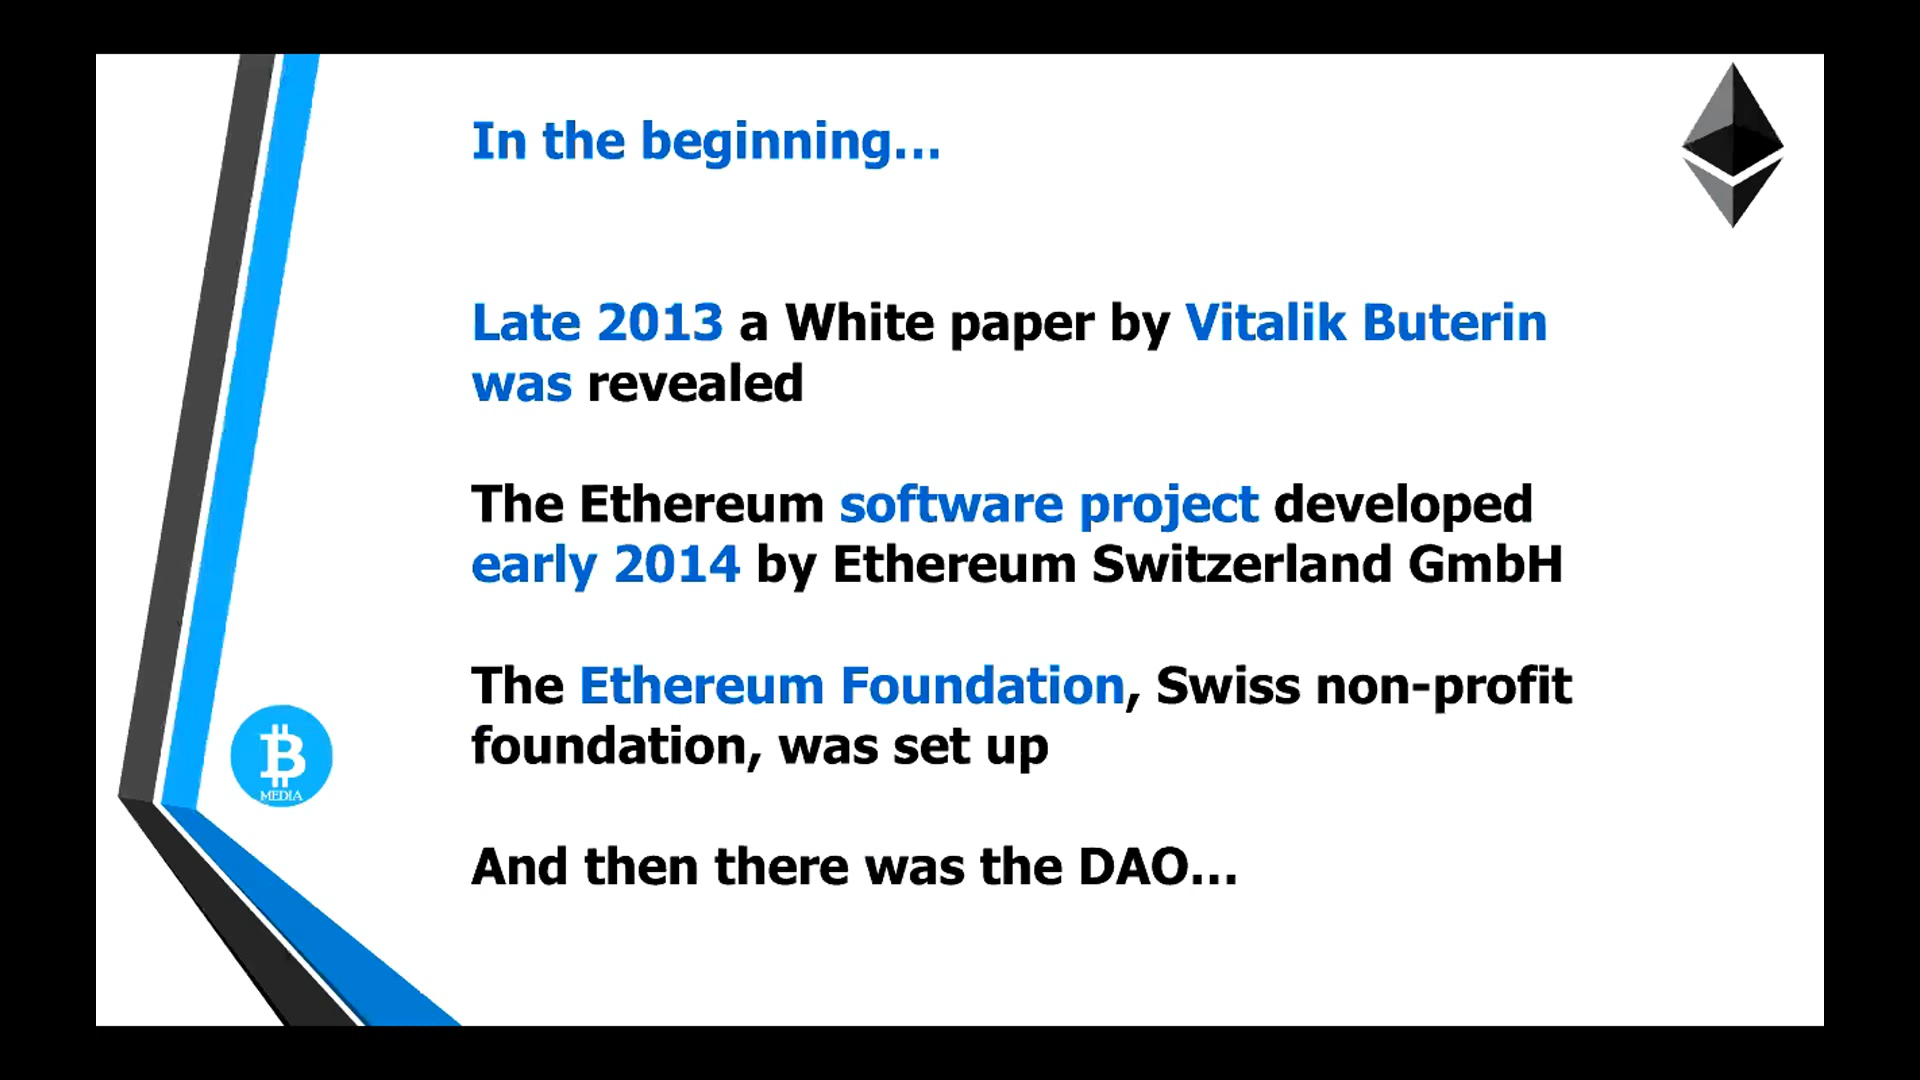 In the beginning...
Late 2013 a White paper by Vitalik Buterin
was revealed
The Ethereum software project developed
early 2014 by Ethereum Switzerland GmbH
The Ethereum Foundation, Swiss non-profit
foundation, was set up
MEDIA
And then there was the DAO...